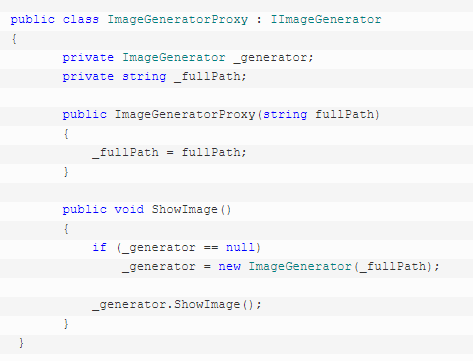 public class ImageGeneratorProxy : IImageGenerator
{
private ImageGenerator _generator;
private string _fullPath;
public ImageGeneratorProxy(string fullPath)
{
_fullPath = fullPath;
}
public void ShowImage()
{
if (_generator == null)
_generator = new ImageGenerator(_fullPath);
_generator.ShowImage();
}
}